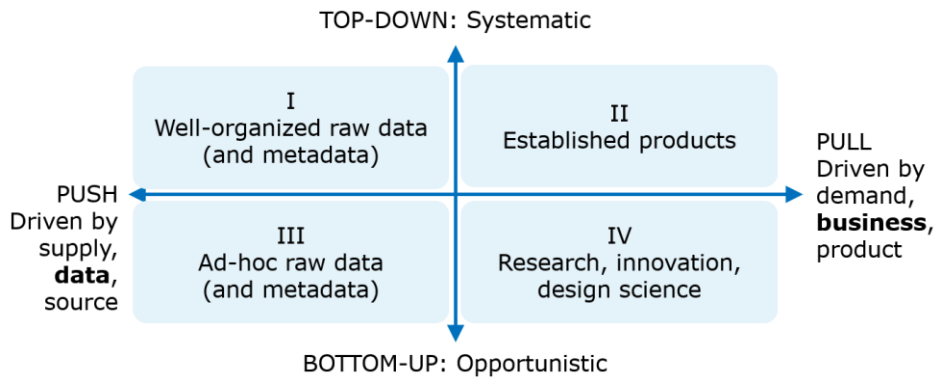 TOP-DOWN: Systematic
I
Well-organized raw data
(and metadata)
II
Established products
PUSH
Driven by
supply,
data,
source
PULL
Driven by
demand,
business,
product
III
Ad-hoc raw data
(and metadata)
IV
Research, innovation,
design science
BOTTOM-UP: Opportunistic